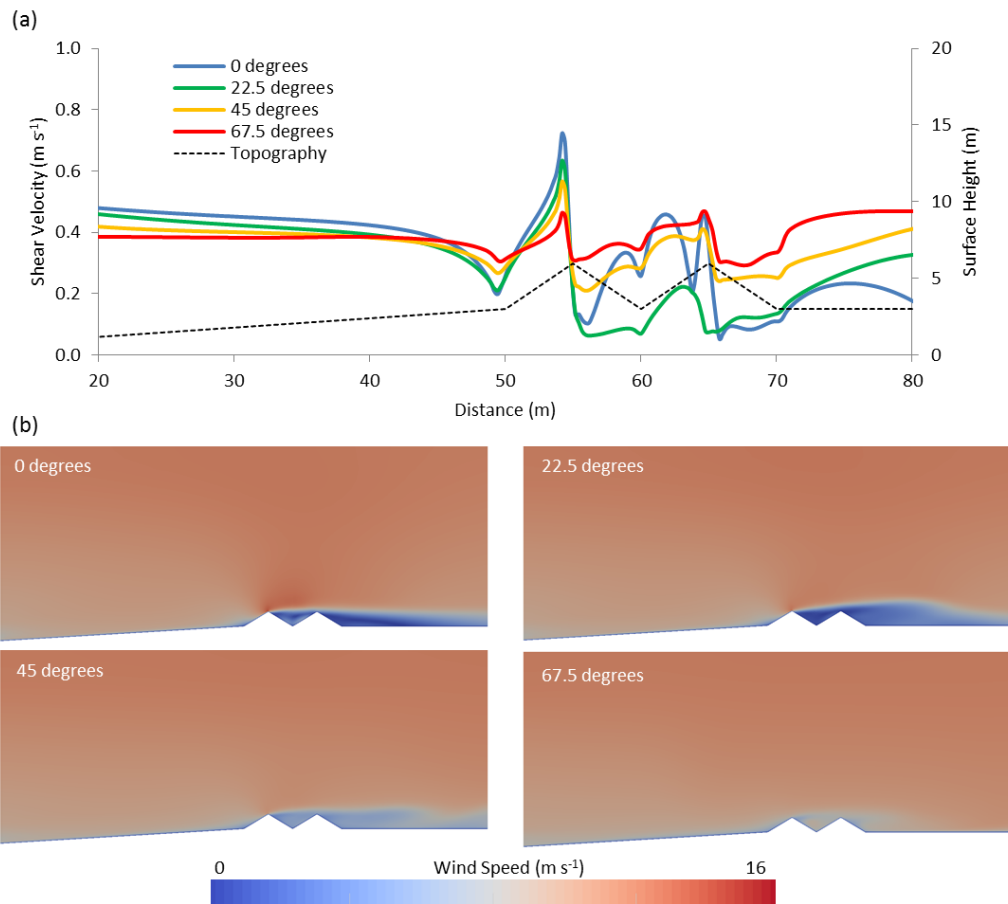 (a)
1.0
0.8
0.6
0.4
0.2
0.0
Shear Velocity (m s⁻¹)
0 degrees
22.5 degrees
45 degrees
67.5 degrees
Topography
20
15
10
5
0
Surface Height (m)
20 30 40 50 60 70 80
Distance (m)
(b)
0 degrees
22.5 degrees
45 degrees
67.5 degrees
0 Wind Speed (m s⁻¹) 16